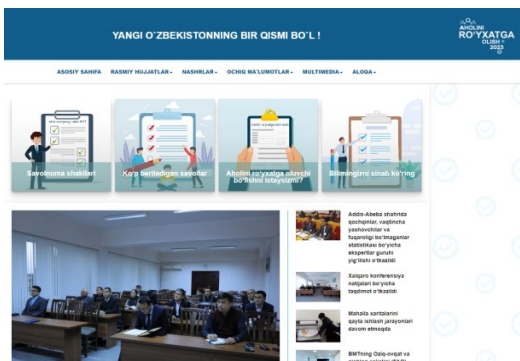 YANGI O'ZBEKISTONNING BIR QISMI BO'L !
AHOLINI
RO'YXATGA
OLISH
2023
ASOSIY SAHIFA RASMIY HUJJATLAR NASHRLAR OCHIQ MA'LUMOTLAR MULTIMEDIA ALOQA
Savolnoma shakllari
Ko'p beriladigan savollar
Aholini ro'yxatga oluvchi
bo'lishni istaysizmi?
Bilimingizni sinab ko'ring
Addis-Abeba shahrida
qochqinlar, vaqtincha
yashovchilar va
fuqaroligi bo'lmaganlar
statistikasi bo'yicha
ekspertlar guruhi
yig'ilishi o'tkazildi
Xalqaro konferensiya
natijalari bo'yicha
taqdimot o'tkazildi
Mahalla xaritalarini
qayta ishlash jarayonlari
davom etmoqda
BMTning Oziq-ovqat va